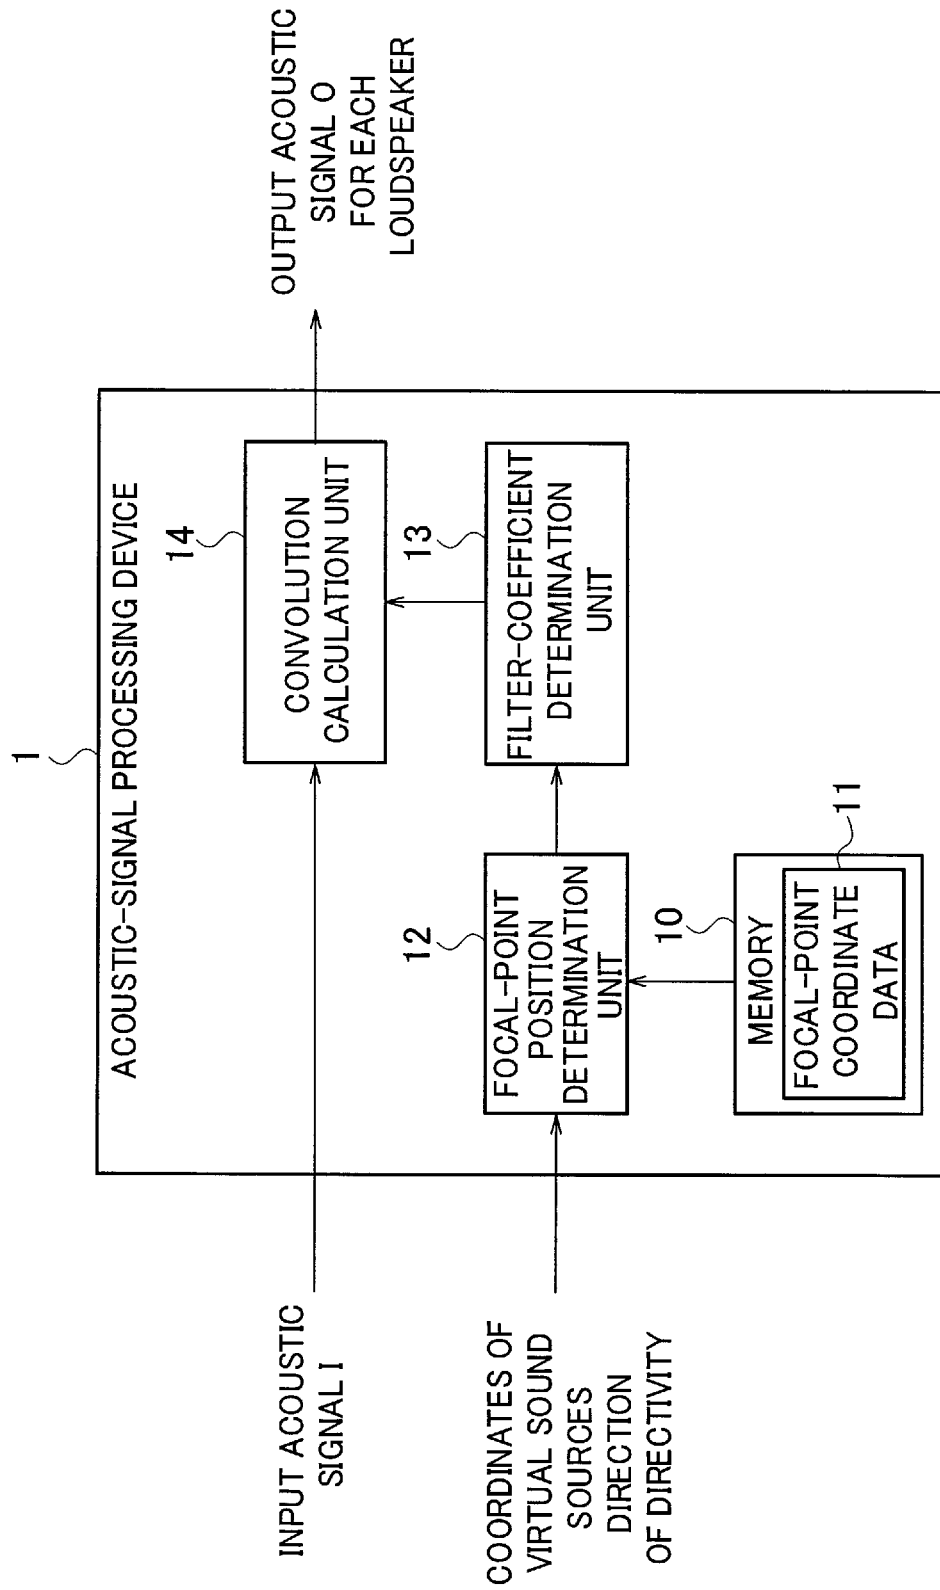 1
ACOUSTIC-SIGNAL PROCESSING DEVICE
INPUT ACOUSTIC
SIGNAL I
14
CONVOLUTION
CALCULATION UNIT
OUTPUT ACOUSTIC
SIGNAL O
FOR EACH
LOUDSPEAKER
COORDINATES OF
VIRTUAL SOUND
SOURCES
DIRECTION
OF DIRECTIVITY
12
FOCAL-POINT
POSITION
DETERMINATION
UNIT
13
FILTER-COEFFICIENT
DETERMINATION
UNIT
10
MEMORY
11
FOCAL-POINT
COORDINATE
DATA